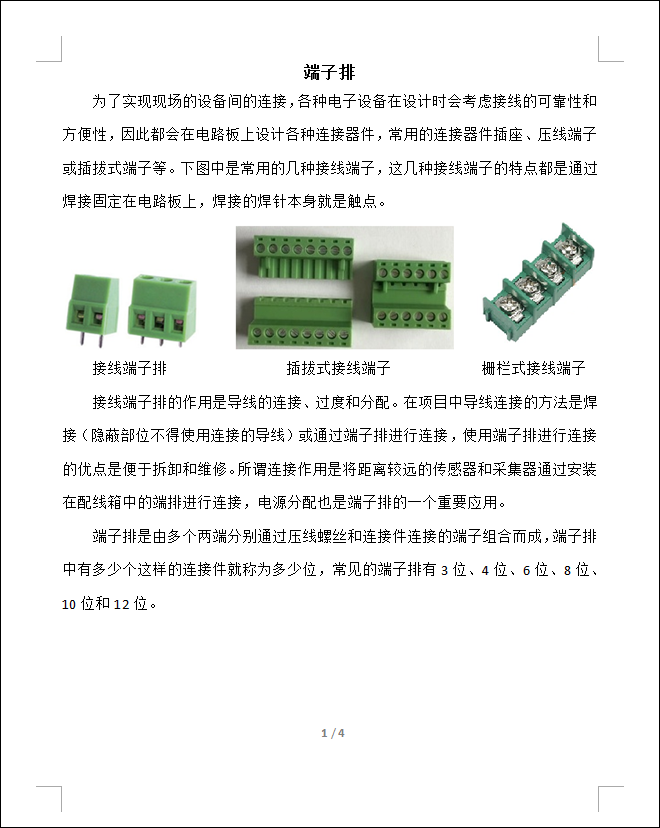 端子排
为了实现现场的设备间的连接，各种电子设备在设计时会考虑接线的可靠性和
方便性，因此都会在电路板上设计各种连接器件，常用的连接器件插座、压线端子
或插拔式端子等。下图中是常用的几种接线端子，这几种接线端子的特点都是通过
焊接固定在电路板上，焊接的焊针本身就是触点。
接线端子排 插拔式接线端子 栅栏式接线端子
接线端子排的作用是导线的连接、过度和分配。在项目中导线连接的方法是焊
接（隐蔽部位不得使用连接的导线）或通过端子排进行连接，使用端子排进行连接
的优点是便于拆卸和维修。所谓连接作用是将距离较远的传感器和采集器通过安装
在配线箱中的端排进行连接，电源分配也是端子排的一个重要应用。
端子排是由多个两端分别通过压线螺丝和连接件连接的端子组合而成，端子排
中有多少个这样的连接件就称为多少位，常见的端子排有 3 位、4 位、6 位、8 位、
10 位和 12 位。
1 / 4